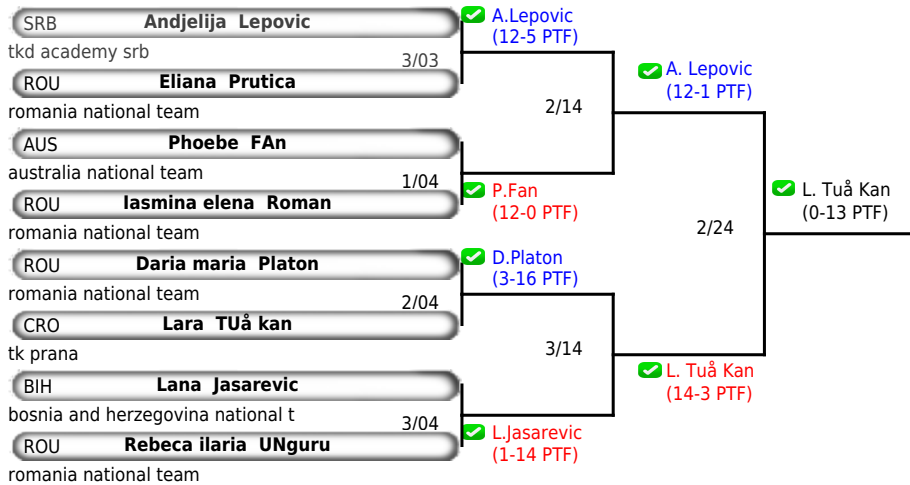 SRB Andjelija Lepovic
tkd academy srb
3/03
ROU Eliana Prutica
romania national team
AUS Phoebe FAn
australia national team
1/04
ROU Iasmina elena Roman
romania national team
ROU Daria maria Platon
romania national team
2/04
CRO Lara TUå kan
tk prana
BIH Lana Jasarevic
bosnia and herzegovina national t
3/04
ROU Rebeca ilaria UNguru
romania national team
A.Lepovic
(12-5 PTF)
2/14
P.Fan
(12-0 PTF)
D.Platon
(3-16 PTF)
3/14
L.Jasarevic
(1-14 PTF)
A. Lepovic
(12-1 PTF)
2/24
L. Tuå Kan
(14-3 PTF)
L. Tuå Kan
(0-13 PTF)